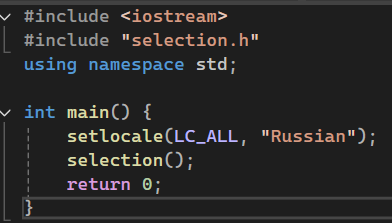 #include <iostream>
#include "selection.h"
using namespace std;
int main() {
setlocale(LC_ALL, "Russian");
selection();
return 0;
}